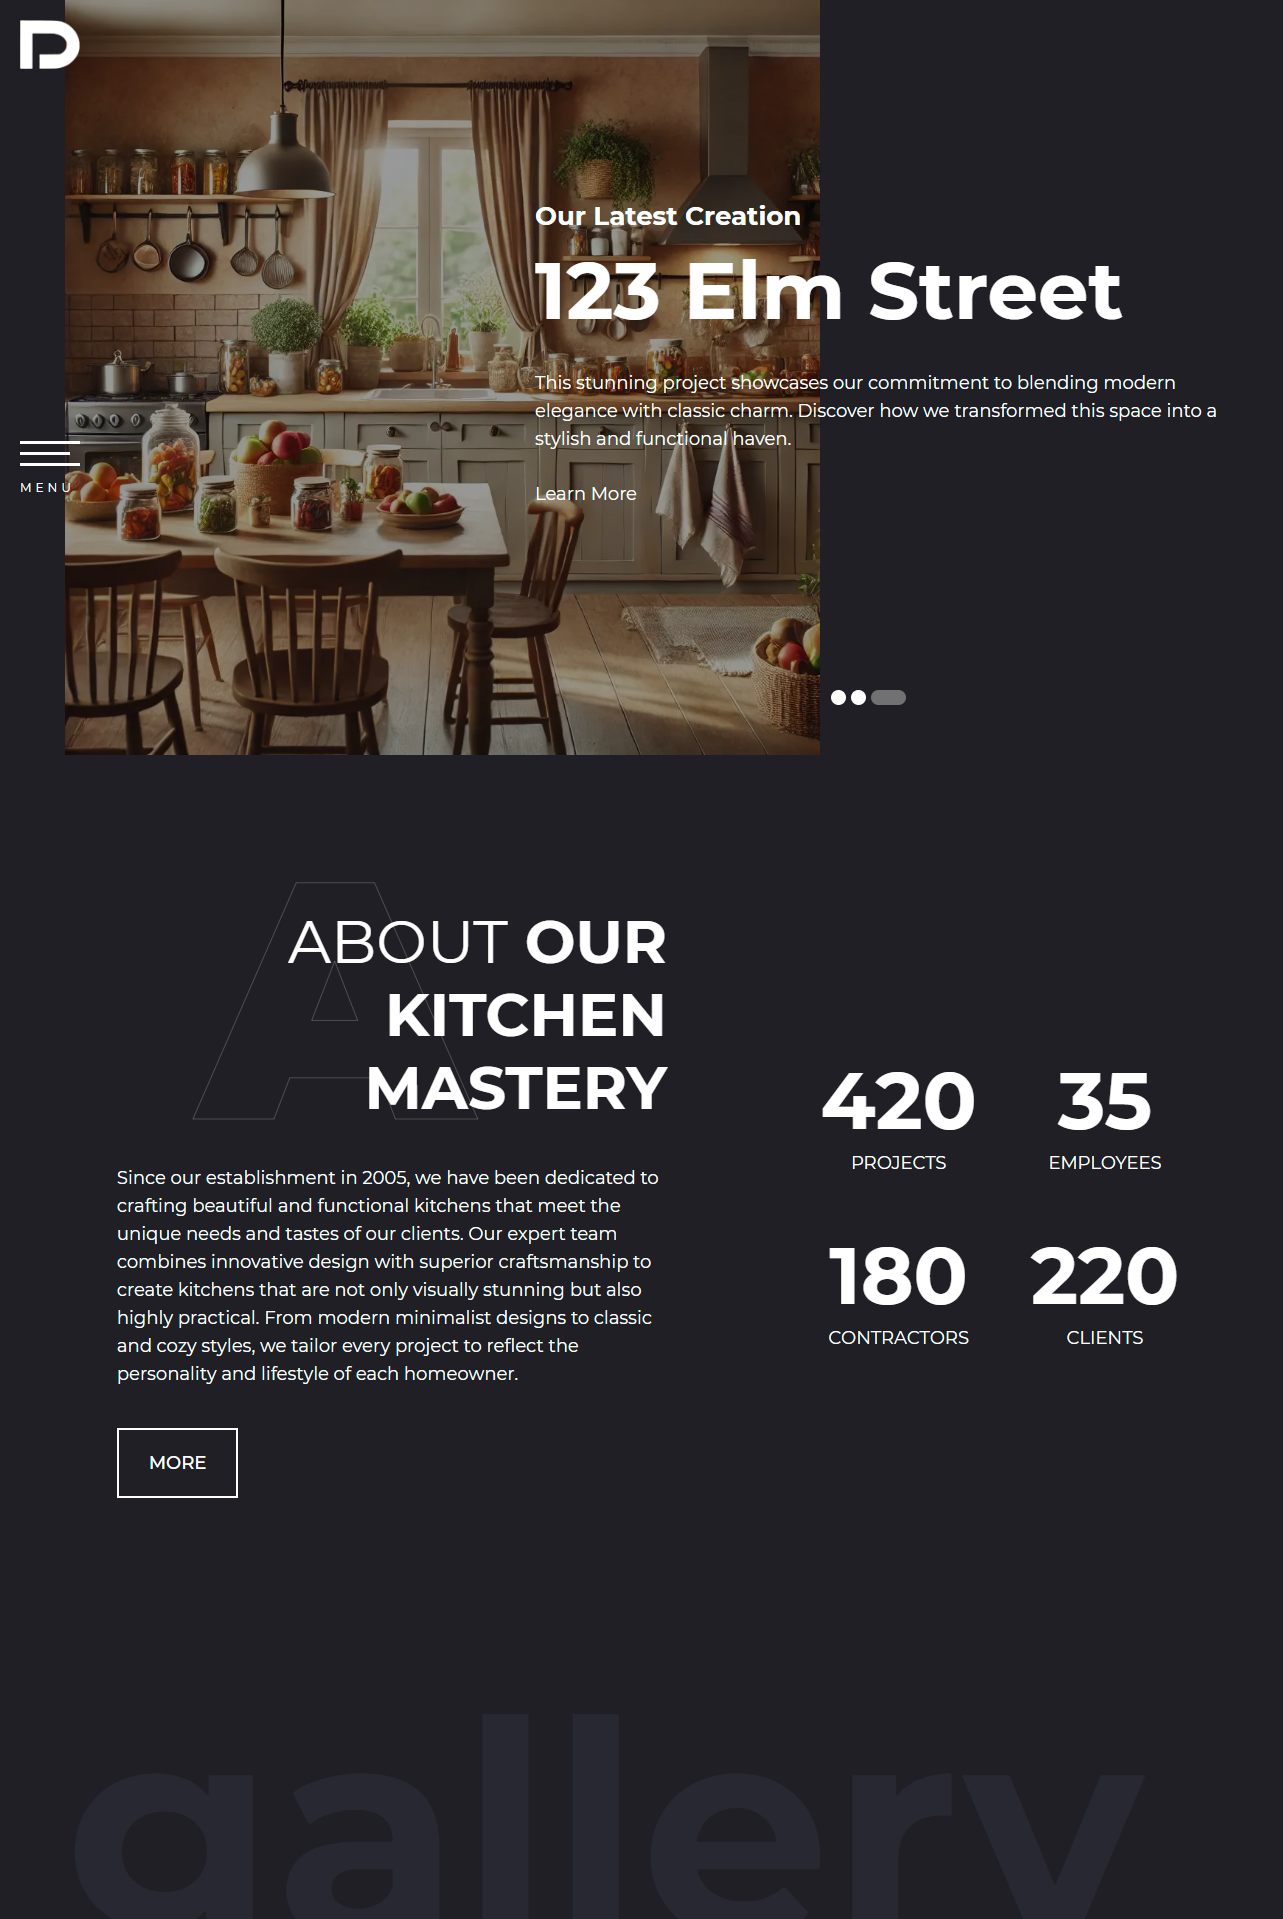 Our Latest Creation
123 Elm Street
This stunning project showcases our commitment to blending modern
elegance with classic charm. Discover how we transformed this space into a
stylish and functional haven.
Learn More
MENU
A
ABOUT OUR
KITCHEN
MASTERY
Since our establishment in 2005, we have been dedicated to
crafting beautiful and functional kitchens that meet the
unique needs and tastes of our clients. Our expert team
combines innovative design with superior craftsmanship to
create kitchens that are not only visually stunning but also
highly practical. From modern minimalist designs to classic
and cozy styles, we tailor every project to reflect the
personality and lifestyle of each homeowner.
MORE
420
PROJECTS
35
EMPLOYEES
180
CONTRACTORS
220
CLIENTS
gallery